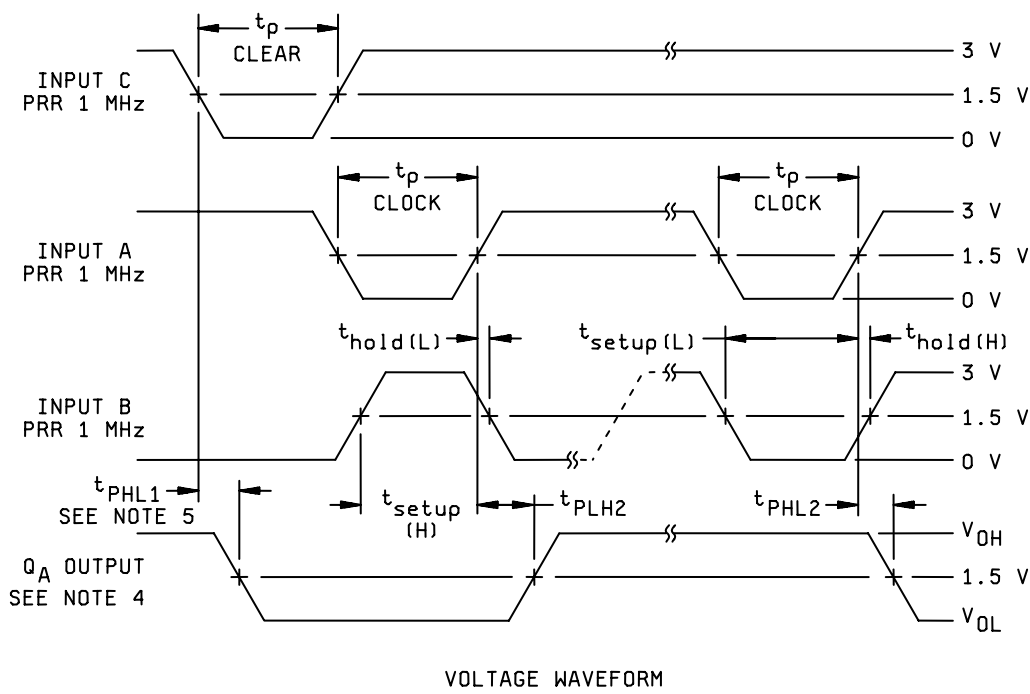 tp
CLEAR
INPUT C
PRR 1 MHz
3 V
1.5 V
0 V
tp
CLOCK
tp
CLOCK
INPUT A
PRR 1 MHz
3 V
1.5 V
0 V
thold(L)
tsetup(L)
thold(H)
INPUT B
PRR 1 MHz
3 V
1.5 V
0 V
tPHL1
SEE NOTE 5
tsetup
(H)
tPLH2
tPHL2
QA OUTPUT
SEE NOTE 4
VOH
1.5 V
VOL
VOLTAGE WAVEFORM